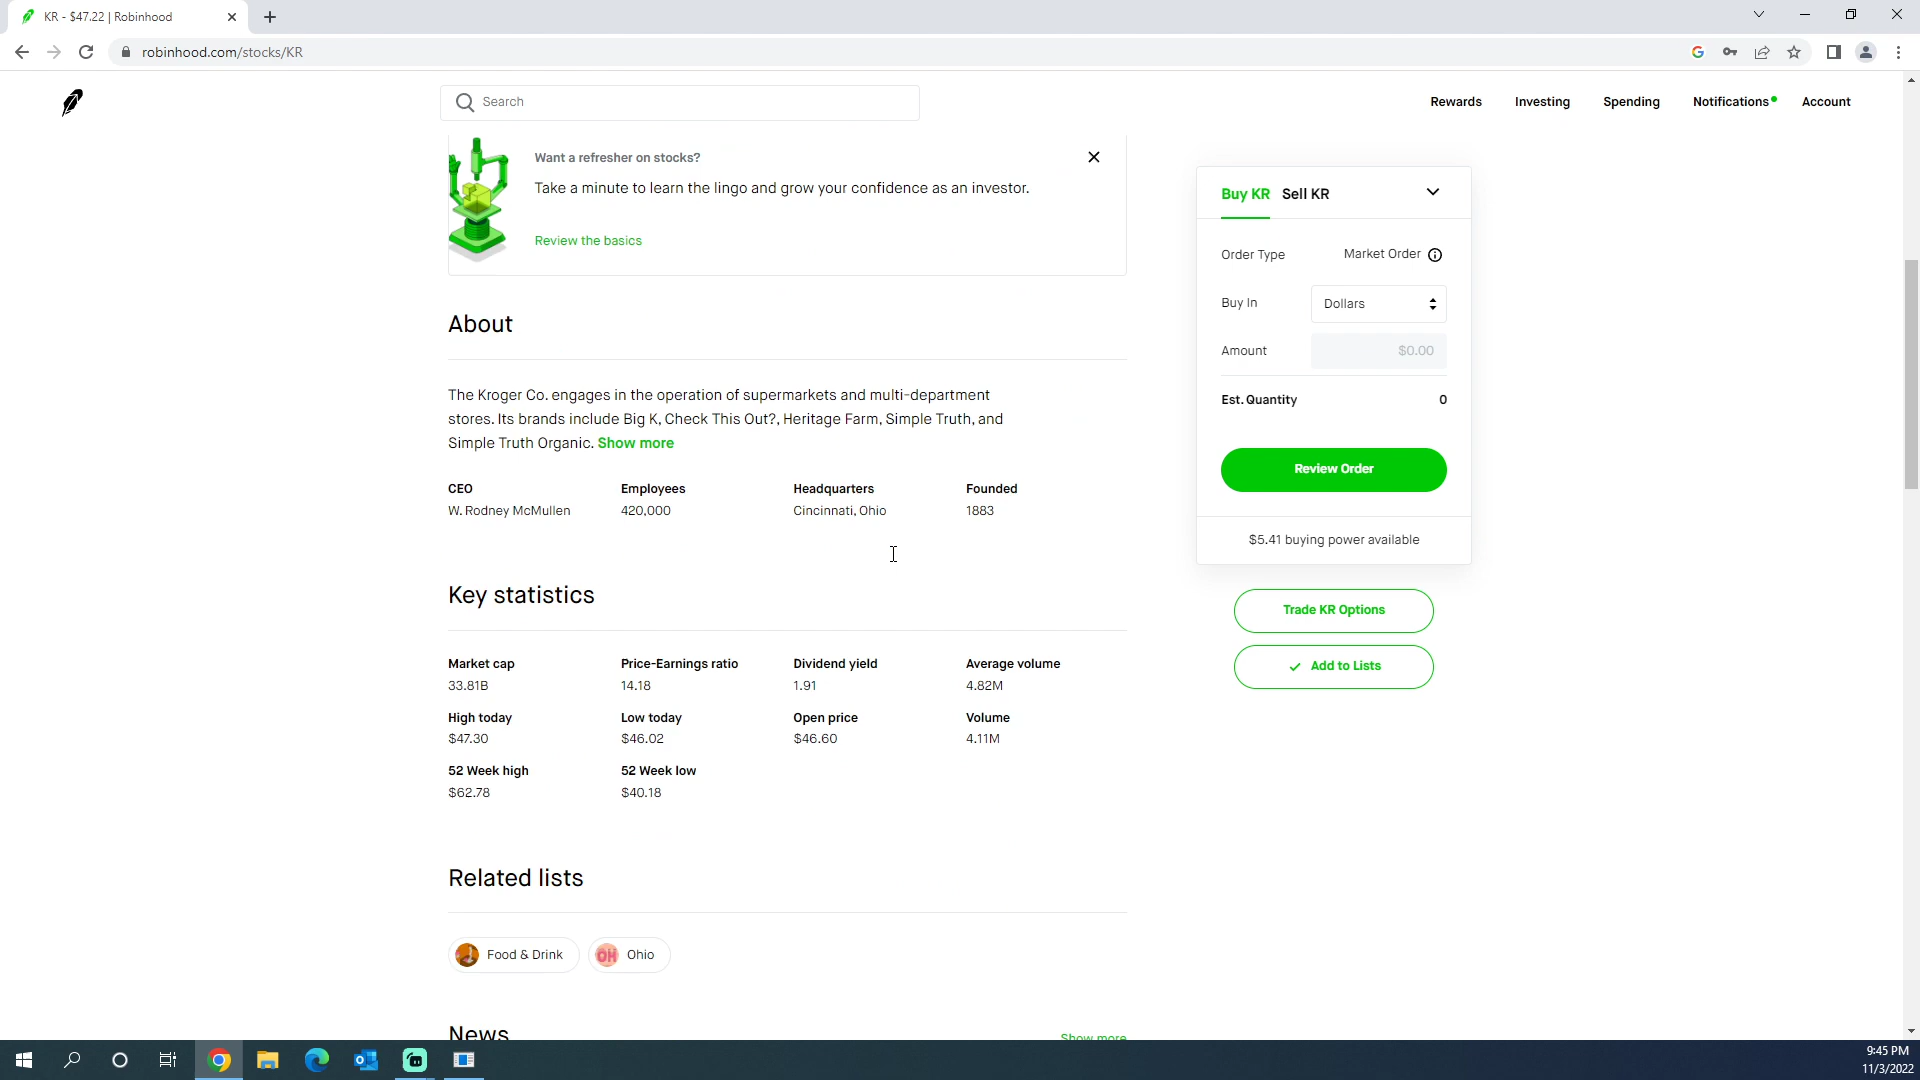 KR - $47.22 | Robinhood
robinhood.com/stocks/KR
Search
Rewards
Investing
Spending
Notifications
Account
Want a refresher on stocks?
Take a minute to learn the lingo and grow your confidence as an investor.
Review the basics
Buy KR Sell KR
Order Type Market Order
Buy In Dollars
Amount $0.00
Est. Quantity 0
Review Order
$5.41 buying power available
Trade KR Options
Add to Lists
About
The Kroger Co. engages in the operation of supermarkets and multi-department
stores. Its brands include Big K, Check This Out?, Heritage Farm, Simple Truth, and
Simple Truth Organic. Show more
CEO Employees Headquarters Founded
W. Rodney McMullen 420,000 Cincinnati, Ohio 1883
Key statistics
Market cap Price-Earnings ratio Dividend yield Average volume
33.81B 14.18 1.91 4.82M
High today Low today Open price Volume
$47.30 $46.02 $46.60 4.11M
52 Week high 52 Week low
$62.78 $40.18
Related lists
Food & Drink
OH Ohio
News Show more
9:45 PM
11/3/2022